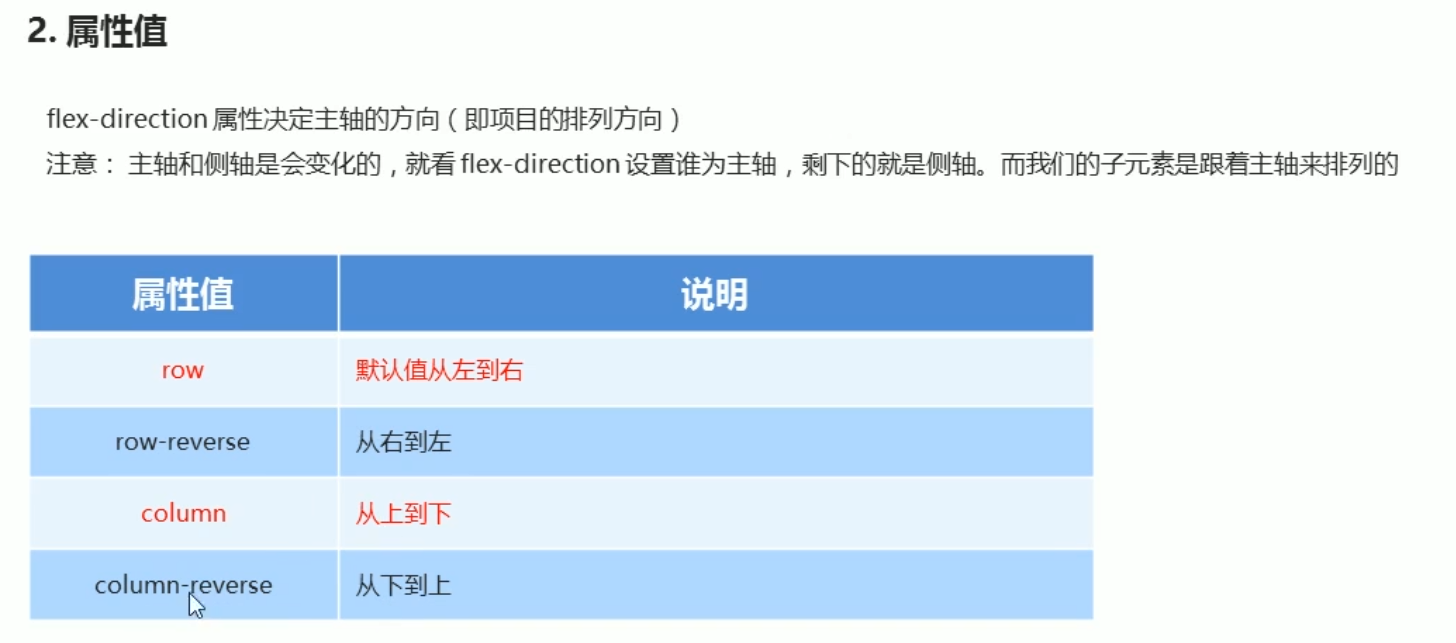 2. 属性值
flex-direction 属性决定主轴的方向（即项目的排列方向）
注意： 主轴和侧轴是会变化的，就看 flex-direction 设置谁为主轴，剩下的就是侧轴。而我们的子元素是跟着主轴来排列的
属性值 说明
row 默认值从左到右
row-reverse 从右到左
column 从上到下
column-reverse 从下到上